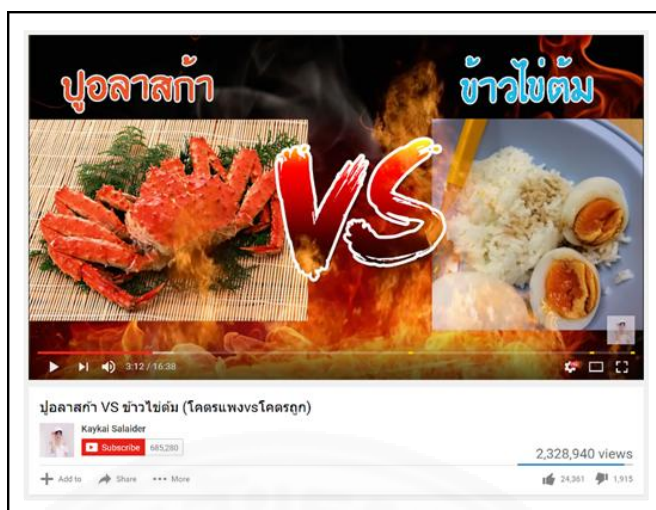 ปูอลาสก้า
ข้าวไข่ต้ม
VS
3:12 / 16:38
ปูอลาสก้า VS ข้าวไข่ต้ม (โคตรแพงvsโคตรถูก)
Kaykai Salaider
Subscribe 685,280
2,328,940 views
Add to Share More
24,361 1,915